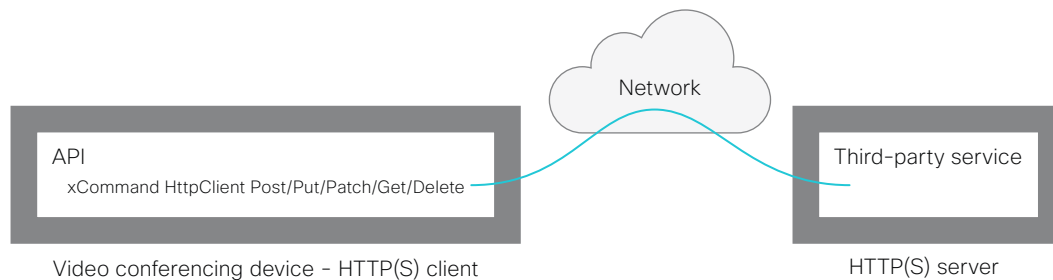 Network
API
xCommand HttpClient Post/Put/Patch/Get/Delete
Third-party service
Video conferencing device - HTTP(S) client
HTTP(S) server